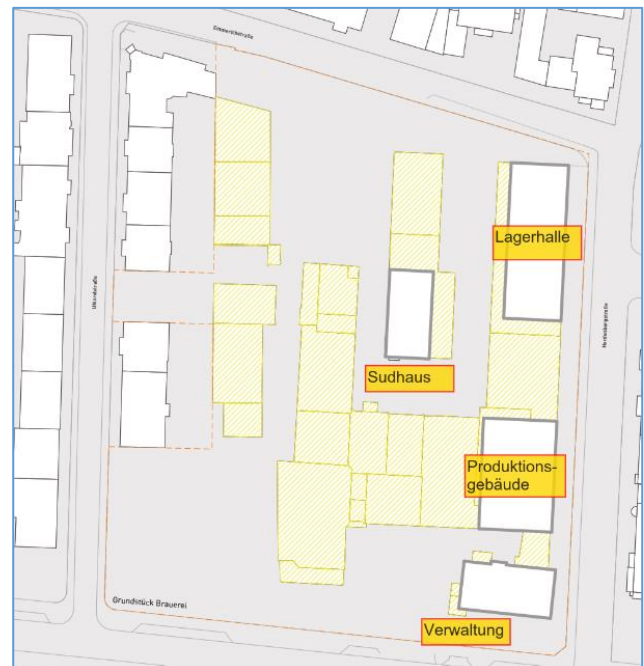 Lagerhalle
Sudhaus
Produktions-
gebäude
Grundstück Brauerei
Verwaltung